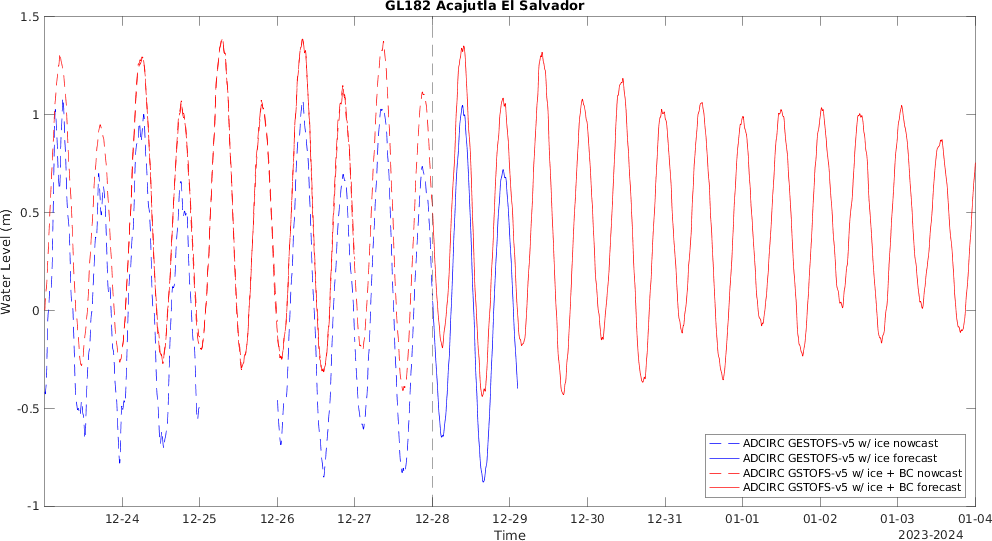 GL182 Acajutla El Salvador
1.5
1
0.5
0
-0.5
-1
Water Level (m)
12-24 12-25 12-26 12-27 12-28 12-29 12-30 12-31 01-01 01-02 01-03 01-04
Time
2023-2024
ADCIRC GESTOFS-v5 w/ ice nowcast
ADCIRC GESTOFS-v5 w/ ice forecast
ADCIRC GSTOFS-v5 w/ ice + BC nowcast
ADCIRC GSTOFS-v5 w/ ice + BC forecast